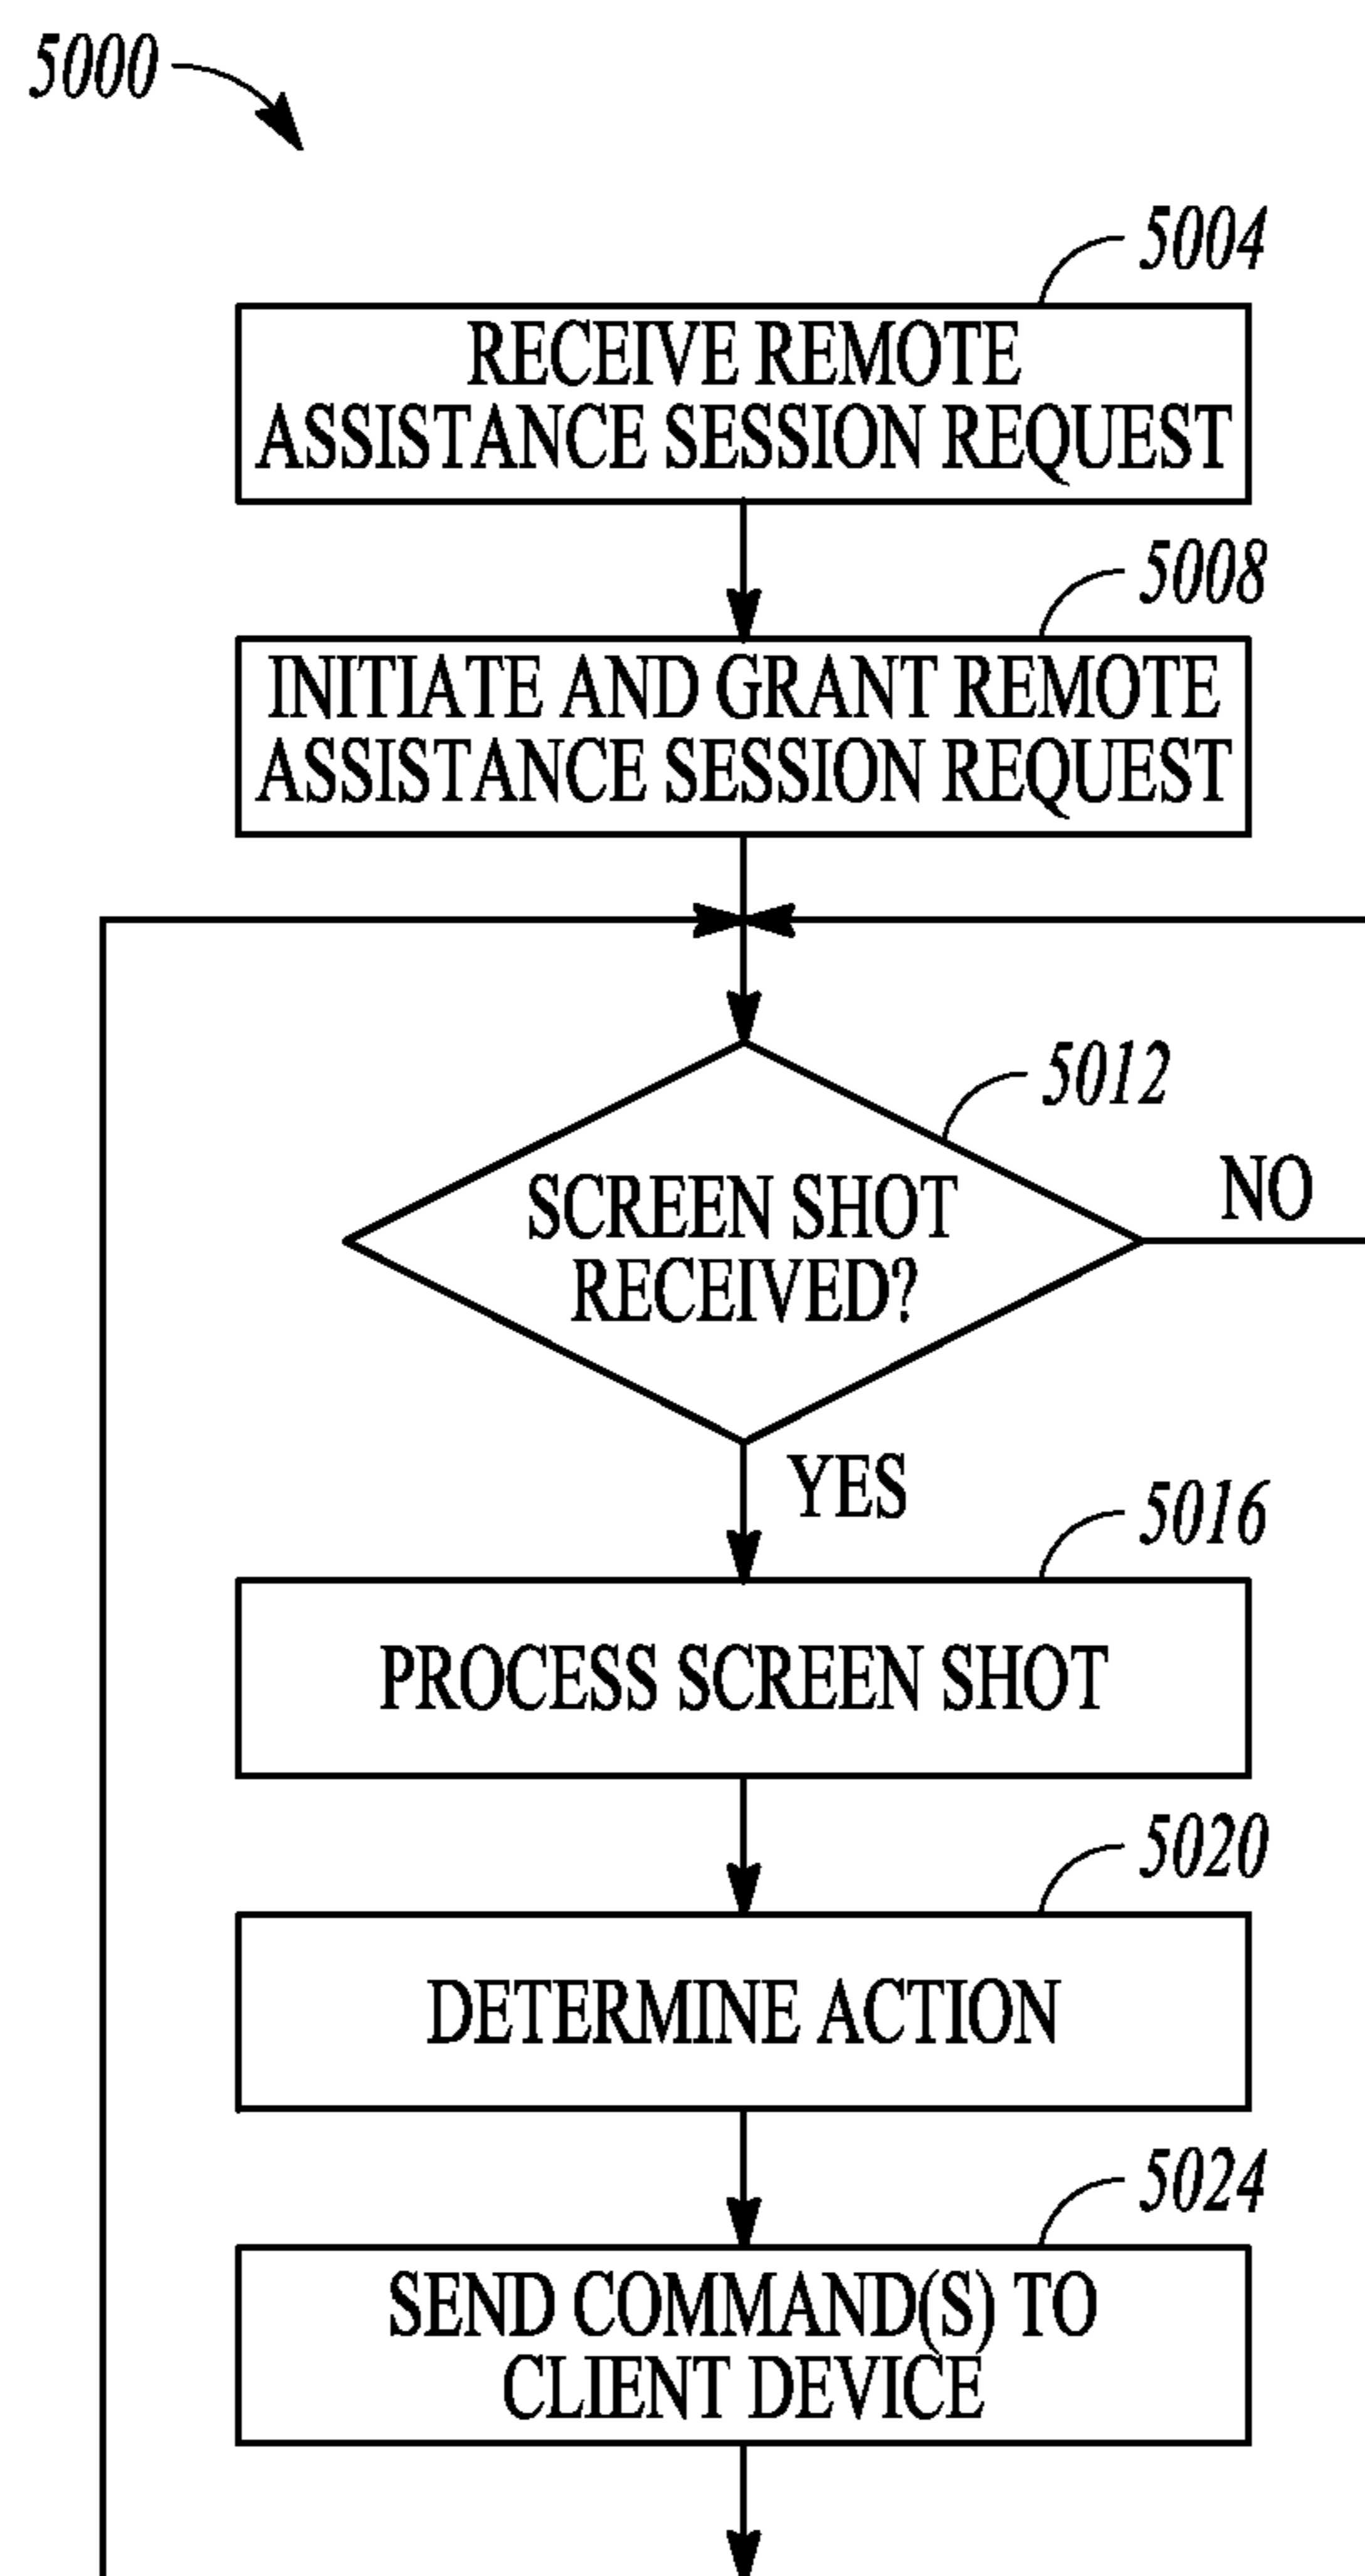 5000
5004
RECEIVE REMOTE
ASSISTANCE SESSION REQUEST
5008
INITIATE AND GRANT REMOTE
ASSISTANCE SESSION REQUEST
5012
SCREEN SHOT
RECEIVED?
NO
YES
5016
PROCESS SCREEN SHOT
5020
DETERMINE ACTION
5024
SEND COMMAND(S) TO
CLIENT DEVICE